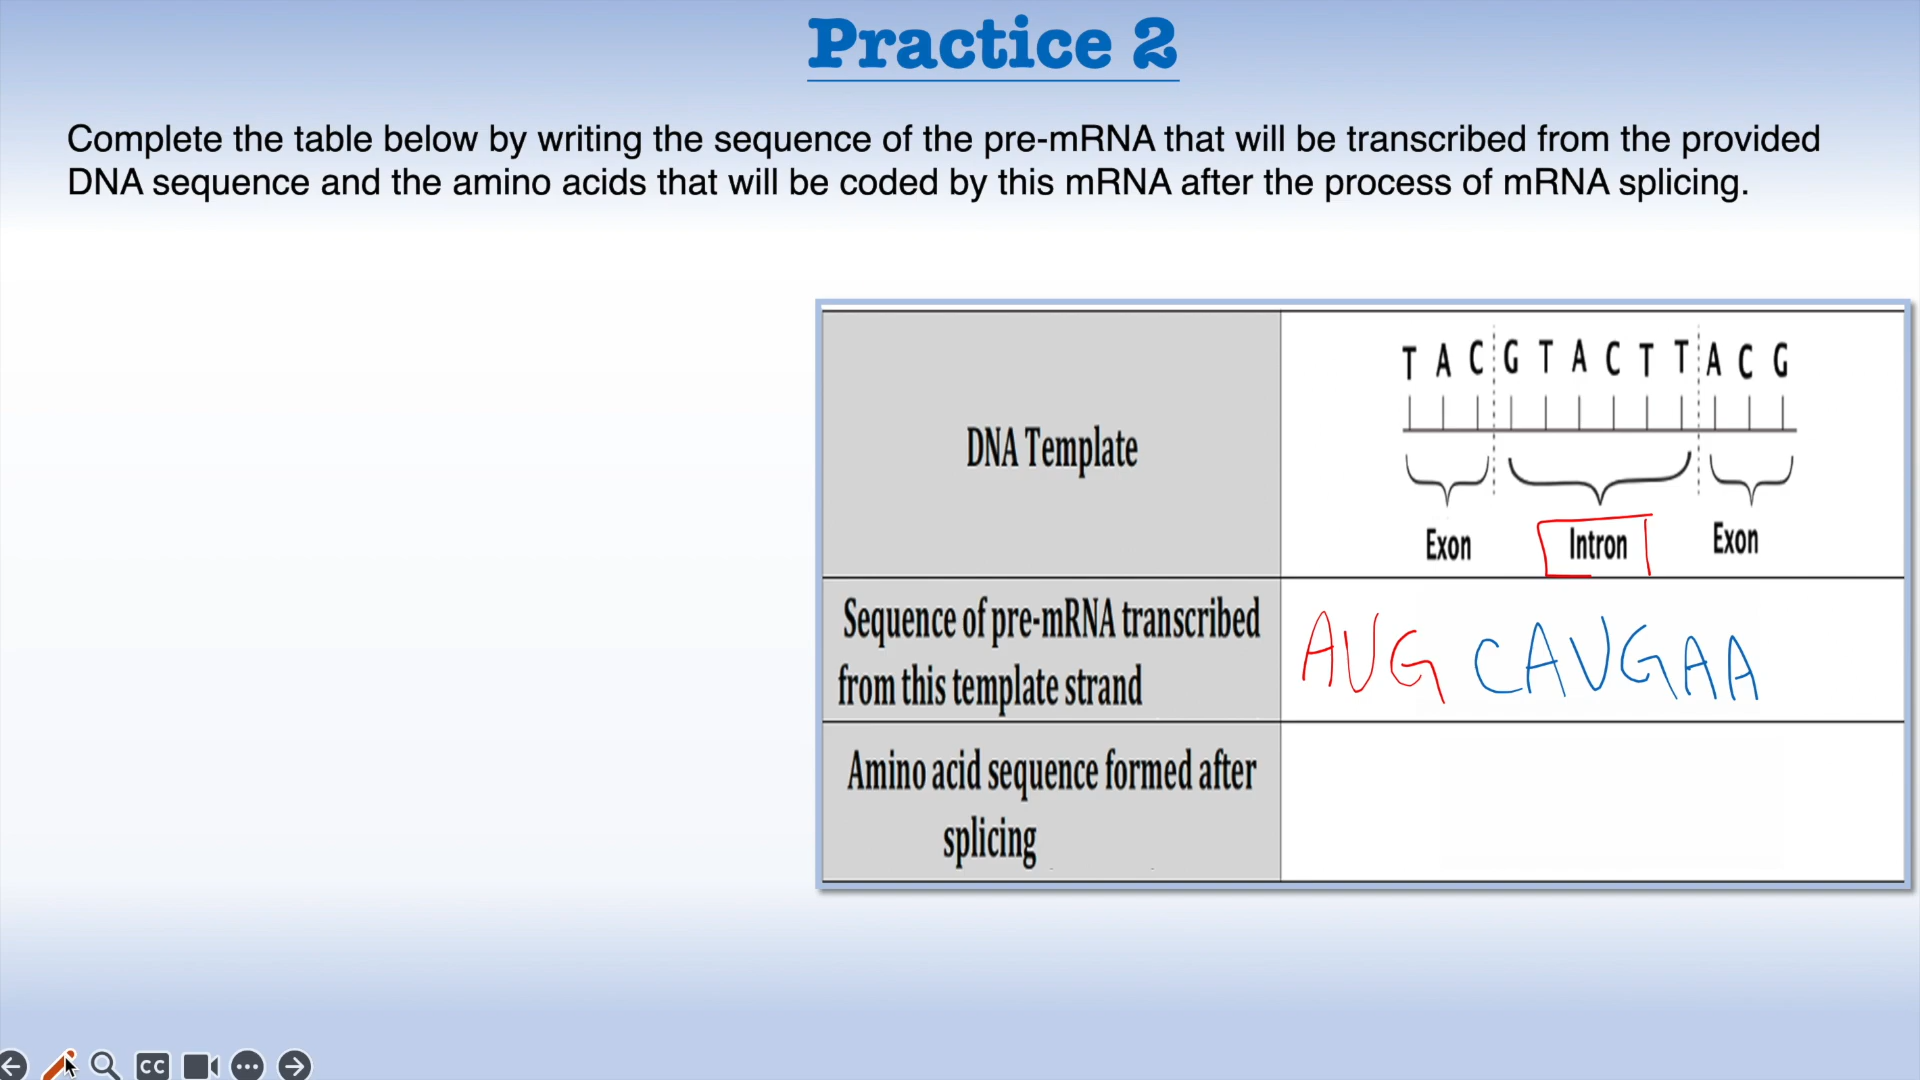 Practice 2
Complete the table below by writing the sequence of the pre-mRNA that will be transcribed from the provided
DNA sequence and the amino acids that will be coded by this mRNA after the process of mRNA splicing.
T A C G T A C T T A C G
DNA Template
Exon Intron Exon
Sequence of pre-mRNA transcribed
from this template strand
AUG CAUGAA
Amino acid sequence formed after
splicing
CC